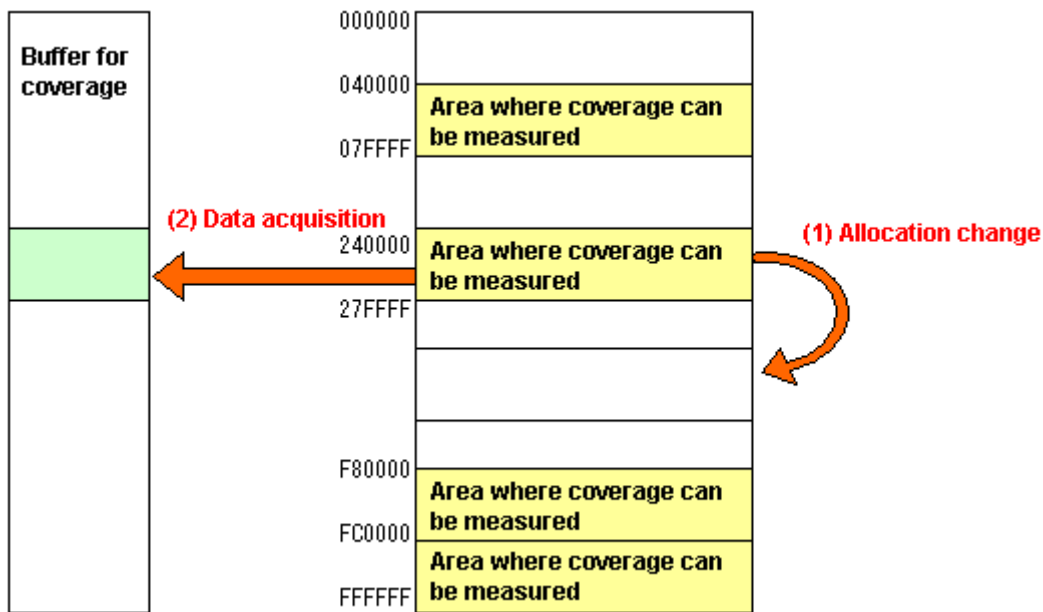 Buffer for
coverage
000000
040000
Area where coverage can
be measured
07FFFF
(2) Data acquisition
240000
Area where coverage can
be measured
(1) Allocation change
27FFFF
F80000
Area where coverage can
be measured
FC0000
Area where coverage can
be measured
FFFFFF